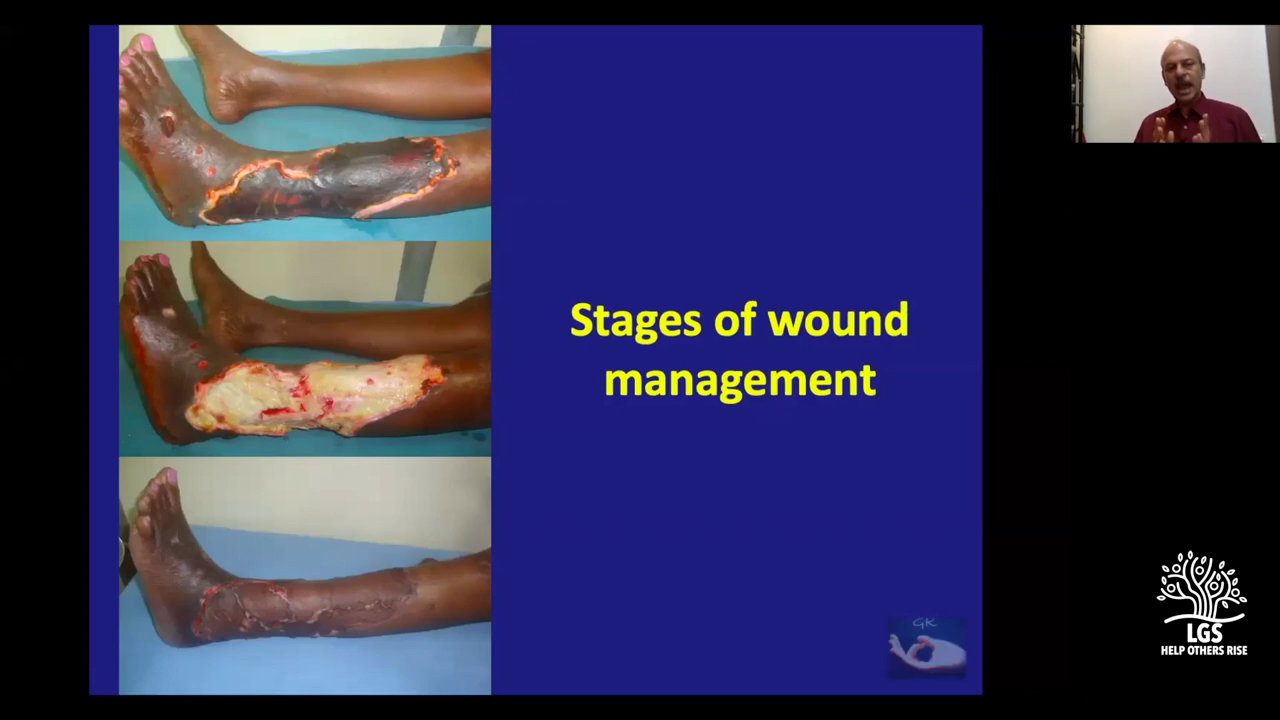 Stages of wound
management
GK
LGS
HELP OTHERS RISE